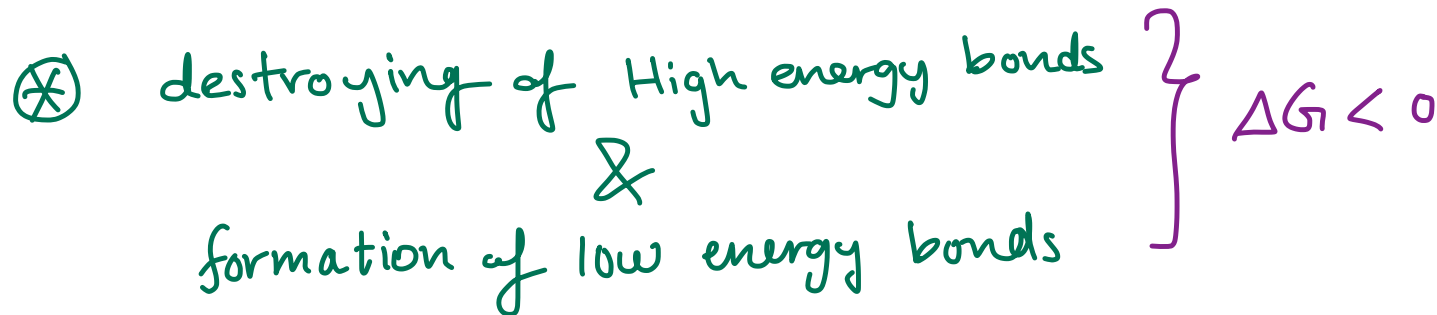 ⊛ destroying of High energy bonds
&
formation of low energy bonds
} ΔG < 0